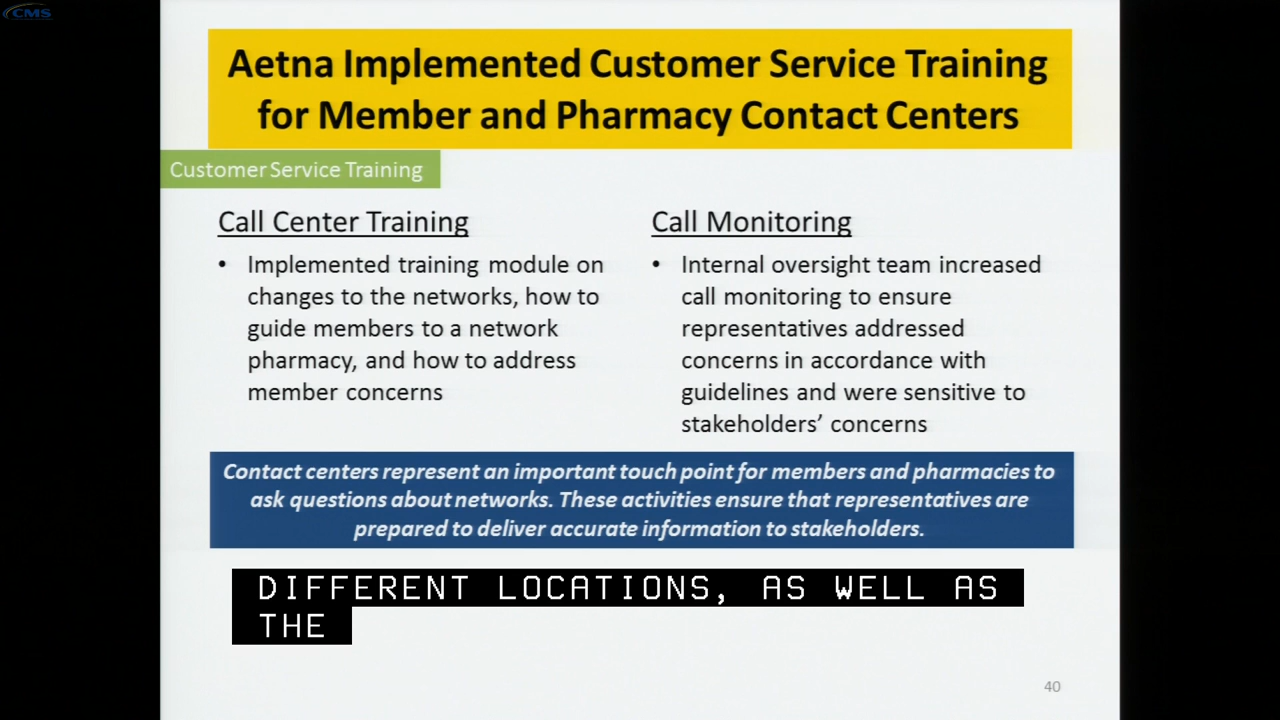 CMS
Aetna Implemented Customer Service Training
for Member and Pharmacy Contact Centers
Customer Service Training
Call Center Training
• Implemented training module on
changes to the networks, how to
guide members to a network
pharmacy, and how to address
member concerns
Call Monitoring
• Internal oversight team increased
call monitoring to ensure
representatives addressed
concerns in accordance with
guidelines and were sensitive to
stakeholders’ concerns
Contact centers represent an important touch point for members and pharmacies to
ask questions about networks. These activities ensure that representatives are
prepared to deliver accurate information to stakeholders.
DIFFERENT LOCATIONS, AS WELL AS
THE
40